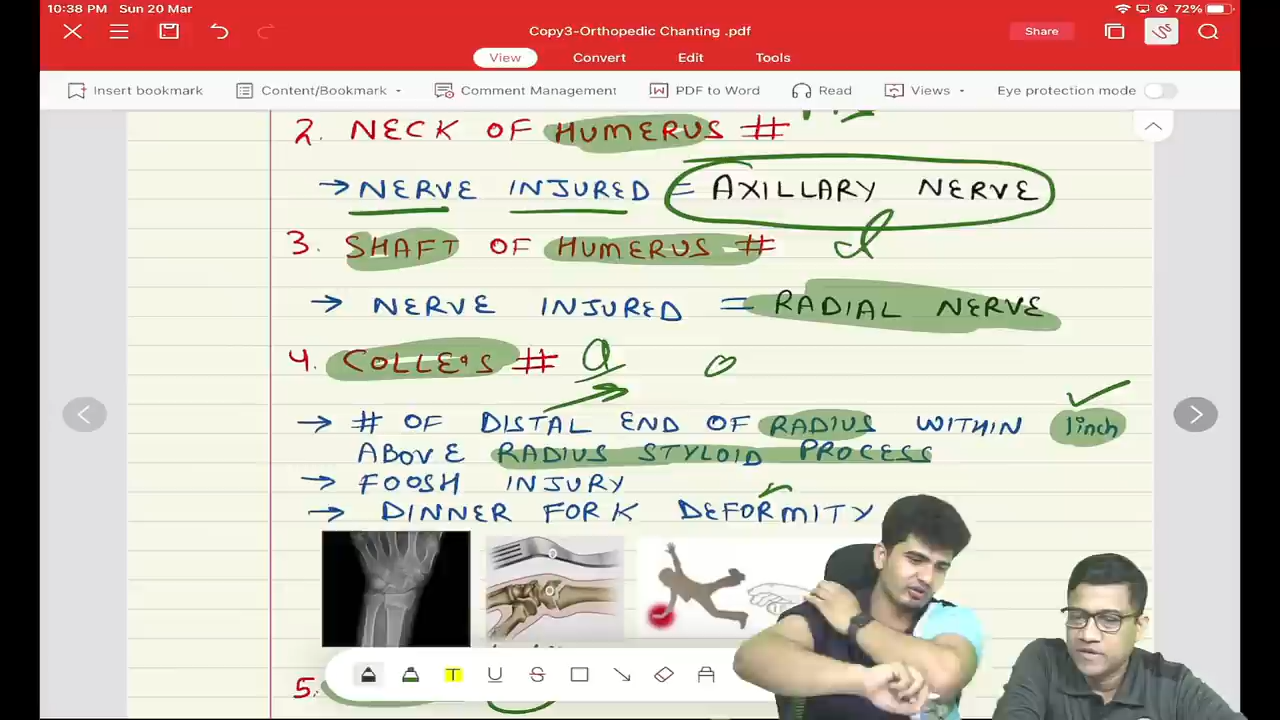 10:38 PM Sun 20 Mar
72%
Copy3-Orthopedic Chanting .pdf
Share
View Convert Edit Tools
Insert bookmark Content/Bookmark Comment Management PDF to Word Read Views Eye protection mode
2. NECK OF HUMERUS #
→ NERVE INJURED = AXILLARY NERVE
3. SHAFT OF HUMERUS #
→ NERVE INJURED = RADIAL NERVE
4. COLLE'S #
→ # OF DISTAL END OF RADIUS WITHIN 1inch
ABOVE RADIUS STYLOID PROCESS
→ FOOSH INJURY
→ DINNER FORK DEFORMITY
T U S
5.